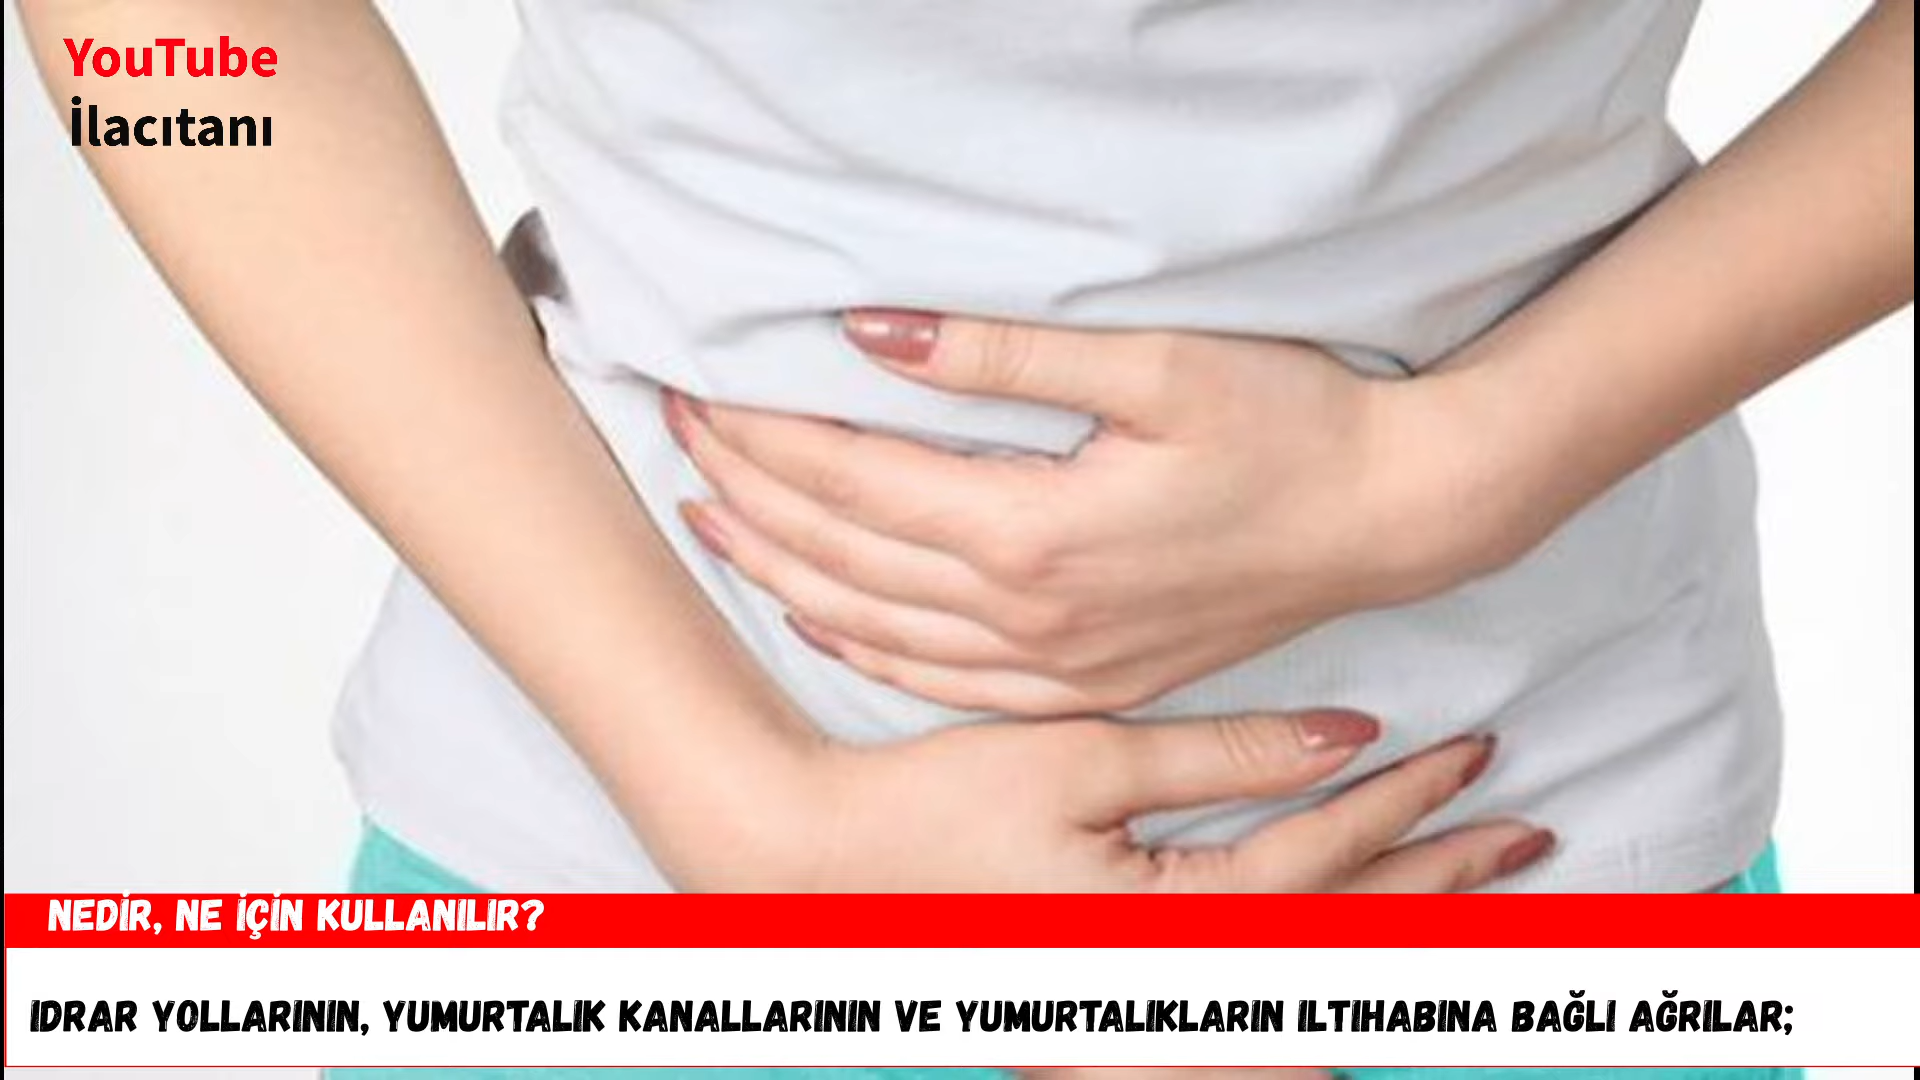 YouTube
İlacıtanı
NEDİR, NE İÇİN KULLANILIR?
IDRAR YOLLARININ, YUMURTALIK KANALLARININ VE YUMURTALIKLARIN ILTIHABINA BAĞLI AĞRILAR;